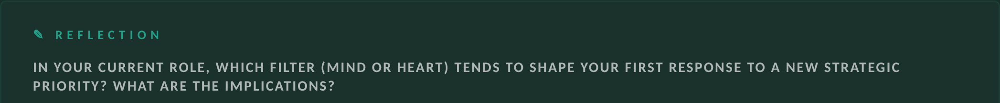 ✎ REFLECTION
IN YOUR CURRENT ROLE, WHICH FILTER (MIND OR HEART) TENDS TO SHAPE YOUR FIRST RESPONSE TO A NEW STRATEGIC
PRIORITY? WHAT ARE THE IMPLICATIONS?